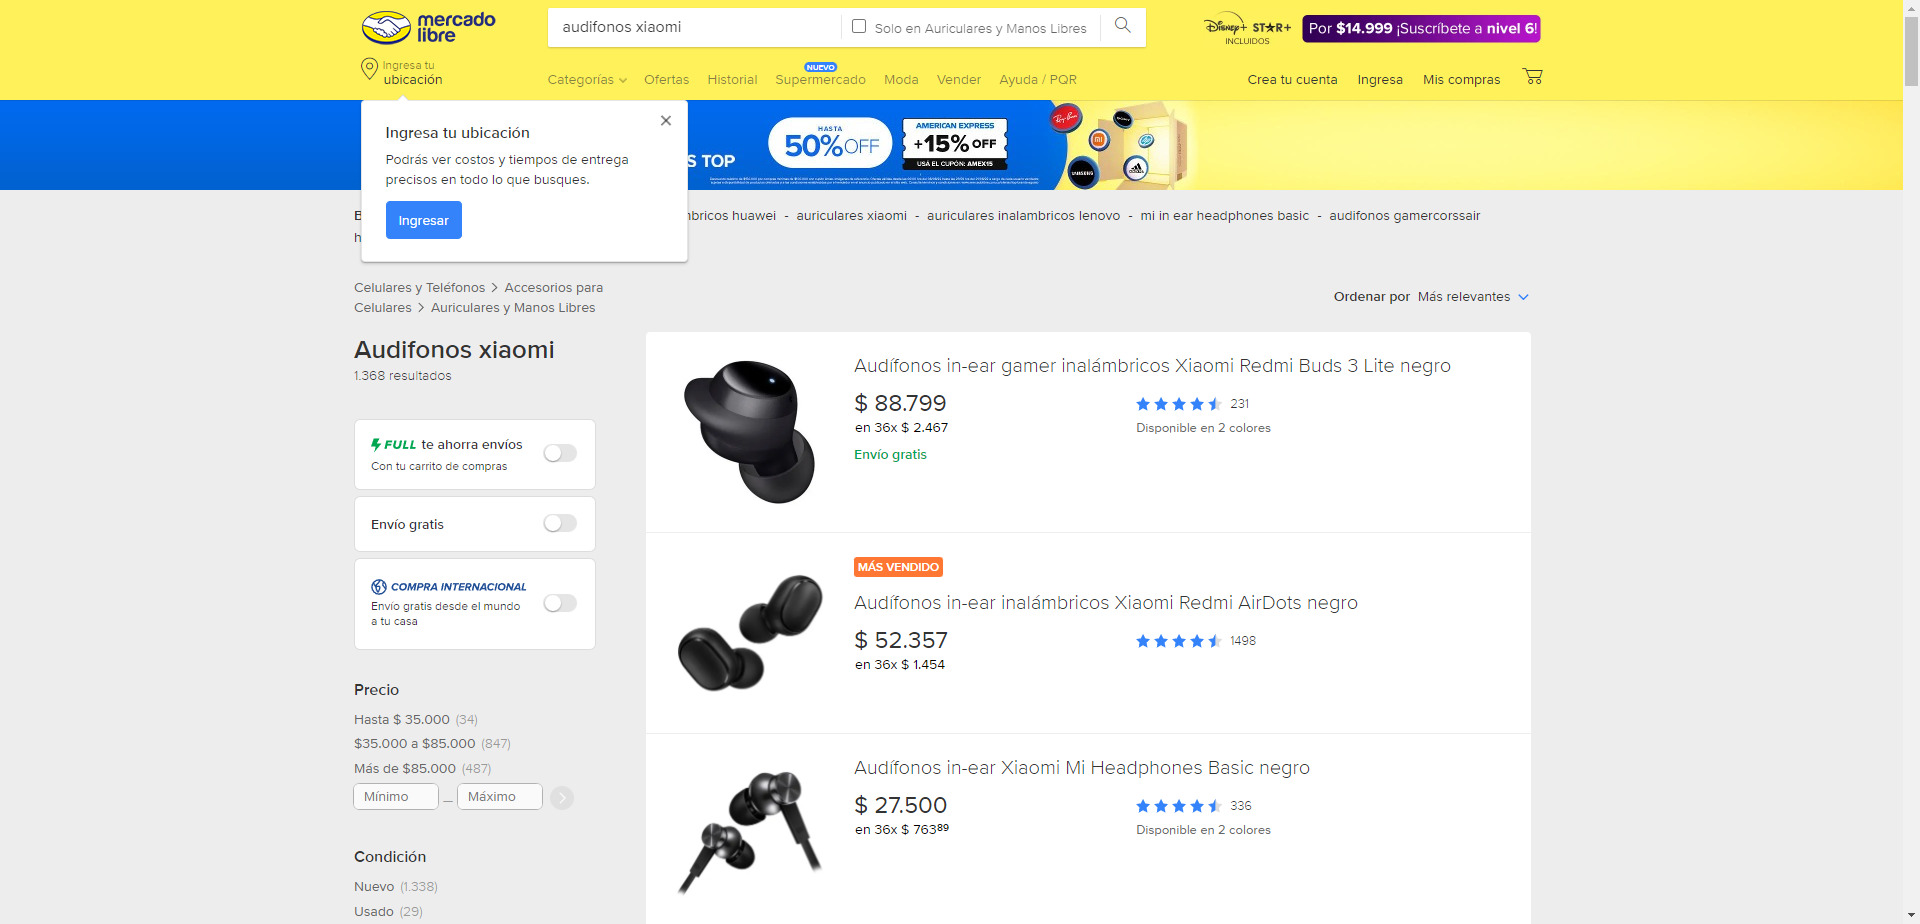 mercado libre
audifonos xiaomi
Solo en Auriculares y Manos Libres
Disney+ STAR+
INCLUIDOS
Por $14.999 ¡Suscríbete a nivel 6!
Ingresa tu
ubicación
Categorías
Ofertas
Historial
NUEVO
Supermercado
Moda
Vender
Ayuda / PQR
Crea tu cuenta
Ingresa
Mis compras
Ingresa tu ubicación
Podrás ver costos y tiempos de entrega
precisos en todo lo que busques.
Ingresar
S TOP
HASTA
50%OFF
AMERICAN EXPRESS
+15% OFF
USÁ EL CUPÓN: AMEX15
Ray-Ban
SONY
mi
adidas
SAMSUNG
B
mbricos huawei - auriculares xiaomi - auriculares inalambricos lenovo - mi in ear headphones basic - audifonos gamercorssair
h
Celulares y Teléfonos > Accesorios para
Celulares > Auriculares y Manos Libres
Ordenar por Más relevantes
Audifonos xiaomi
1.368 resultados
FULL te ahorra envíos
Con tu carrito de compras
Envío gratis
COMPRA INTERNACIONAL
Envío gratis desde el mundo
a tu casa
Precio
Hasta $ 35.000 (34)
$35.000 a $85.000 (847)
Más de $85.000 (487)
Mínimo — Máximo
Condición
Nuevo (1.338)
Usado (29)
Audífonos in-ear gamer inalámbricos Xiaomi Redmi Buds 3 Lite negro
$ 88.799
231
en 36x $ 2.467
Disponible en 2 colores
Envío gratis
MÁS VENDIDO
Audífonos in-ear inalámbricos Xiaomi Redmi AirDots negro
$ 52.357
1498
en 36x $ 1.454
Audífonos in-ear Xiaomi Mi Headphones Basic negro
$ 27.500
336
en 36x $ 763 89
Disponible en 2 colores